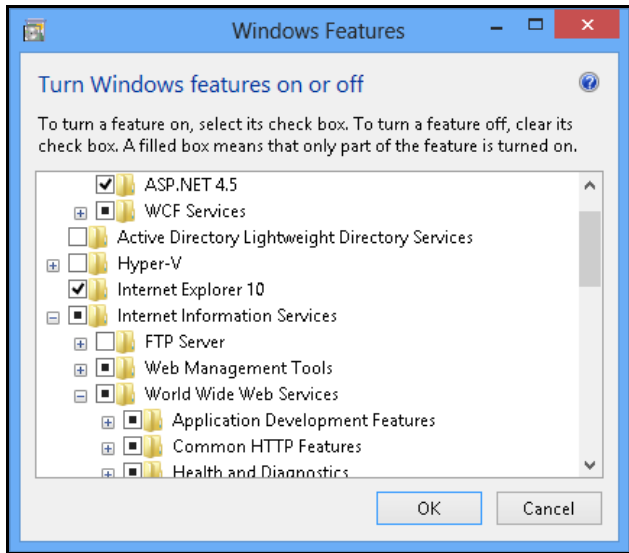 Windows Features
Turn Windows features on or off
To turn a feature on, select its check box. To turn a feature off, clear its
check box. A filled box means that only part of the feature is turned on.
ASP.NET 4.5
WCF Services
Active Directory Lightweight Directory Services
Hyper-V
Internet Explorer 10
Internet Information Services
FTP Server
Web Management Tools
World Wide Web Services
Application Development Features
Common HTTP Features
Health and Diagnostics
OK
Cancel